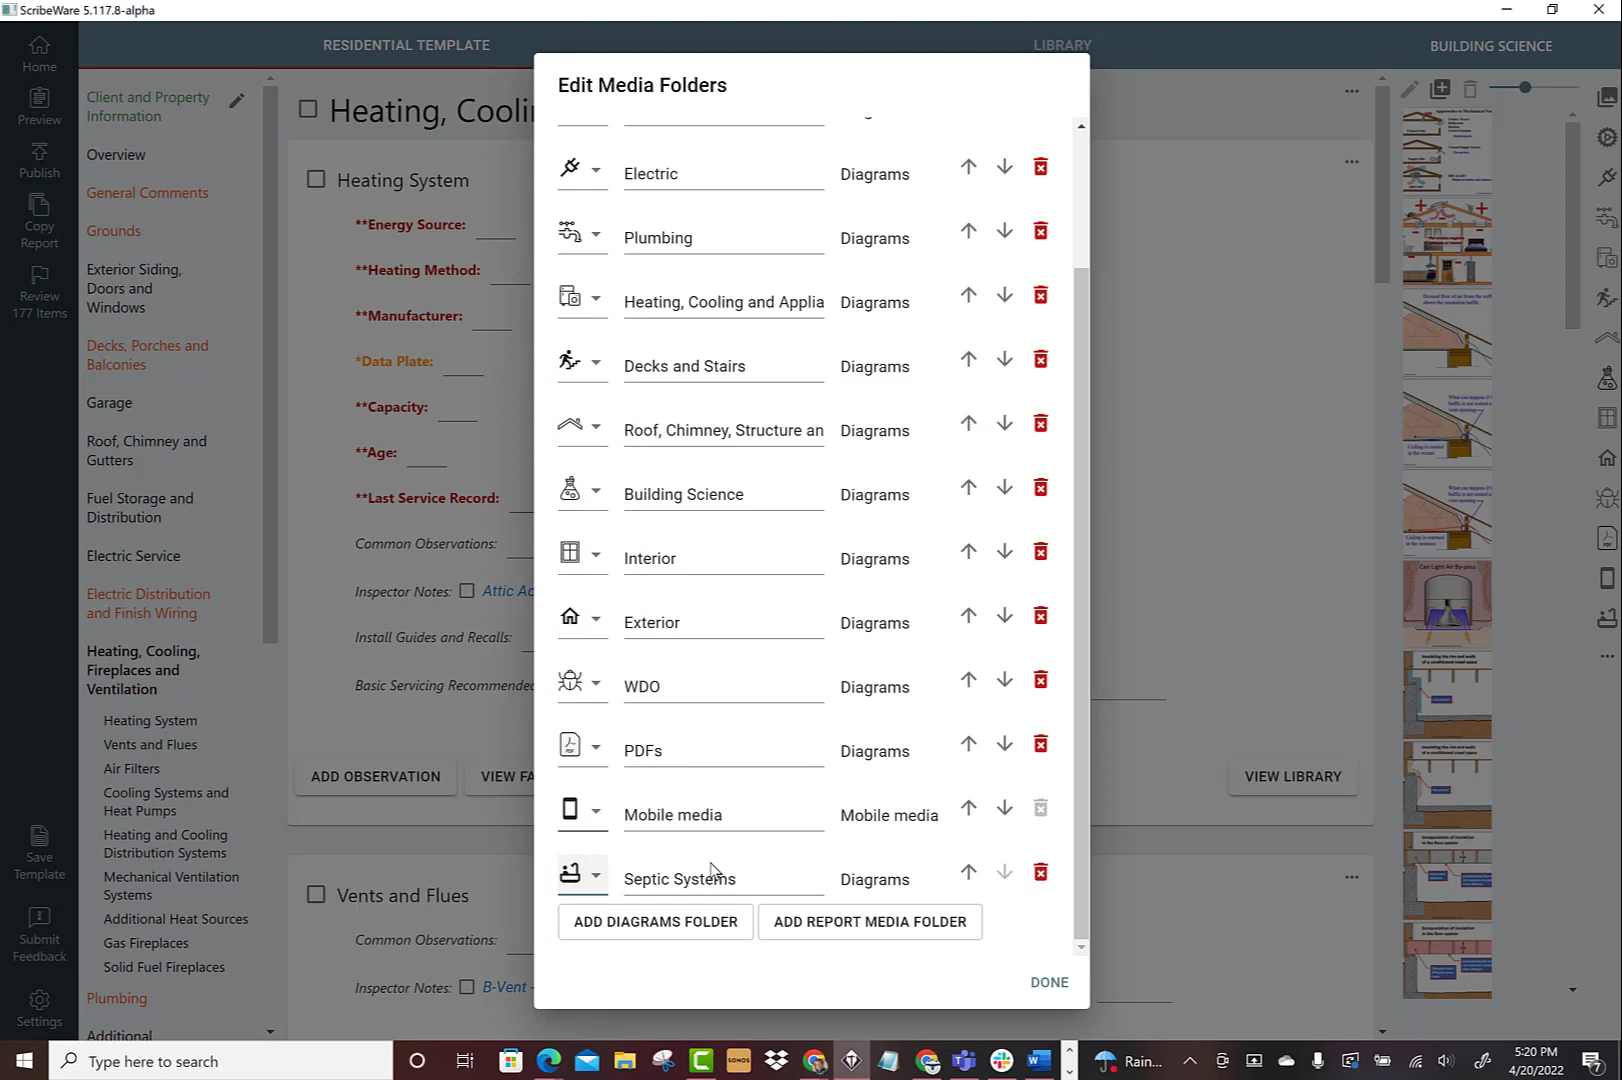 ScribeWare 5.117.8-alpha
RESIDENTIAL TEMPLATE
LIBRARY
BUILDING SCIENCE
Home
Preview
Publish
Copy
Report
Review
177 Items
Save
Template
Submit
Feedback
Settings
Client and Property
Information
Overview
General Comments
Grounds
Exterior Siding,
Doors and
Windows
Decks, Porches and
Balconies
Garage
Roof, Chimney and
Gutters
Fuel Storage and
Distribution
Electric Service
Electric Distribution
and Finish Wiring
Heating, Cooling,
Fireplaces and
Ventilation
Heating System
Vents and Flues
Air Filters
Cooling Systems and
Heat Pumps
Heating and Cooling
Distribution Systems
Mechanical Ventilation
Systems
Additional Heat Sources
Gas Fireplaces
Solid Fuel Fireplaces
Plumbing
Additional
Heating, Cooli
Heating System
**Energy Source:
**Heating Method:
**Manufacturer:
*Data Plate:
**Capacity:
**Age:
**Last Service Record:
Common Observations:
Inspector Notes: Attic Ac
Install Guides and Recalls:
Basic Servicing Recommended
ADD OBSERVATION
VIEW FA
VIEW LIBRARY
Vents and Flues
Common Observations:
Inspector Notes: B-Vent -
Edit Media Folders
Electric Diagrams
Plumbing Diagrams
Heating, Cooling and Applia Diagrams
Decks and Stairs Diagrams
Roof, Chimney, Structure an Diagrams
Building Science Diagrams
Interior Diagrams
Exterior Diagrams
WDO Diagrams
PDFs Diagrams
Mobile media Mobile media
Septic Systems Diagrams
ADD DIAGRAMS FOLDER
ADD REPORT MEDIA FOLDER
DONE
Can Light Air By-pass
Type here to search
SONOS
Rain...
5:20 PM
4/20/2022
7